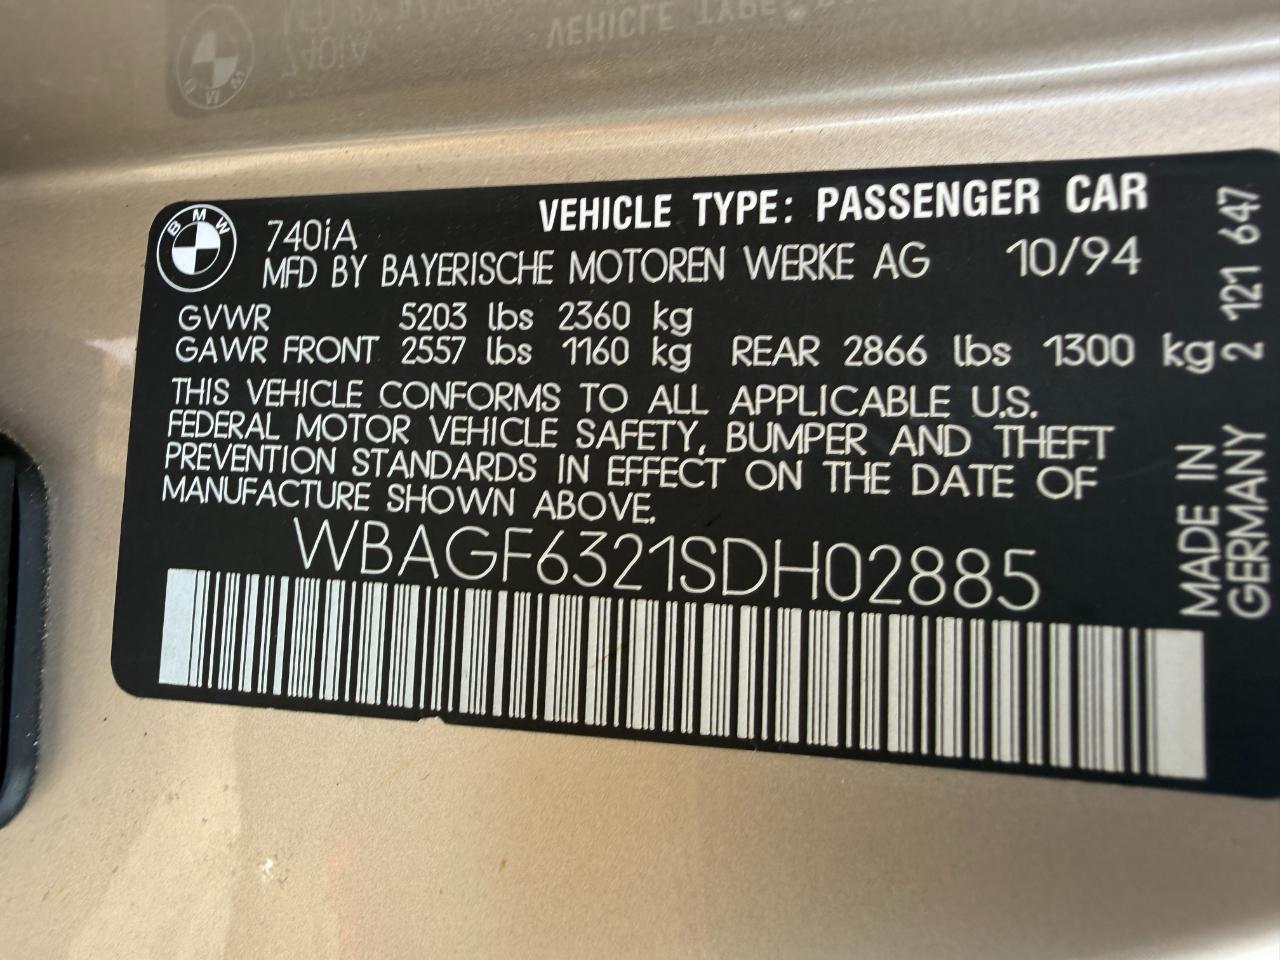 BMW
740iA
VEHICLE TYPE: PASSENGER CAR
MFD BY BAYERISCHE MOTOREN WERKE AG 10/94
GVWR 5203 lbs 2360 kg
GAWR FRONT 2557 lbs 1160 kg REAR 2866 lbs 1300 kg
THIS VEHICLE CONFORMS TO ALL APPLICABLE U.S.
FEDERAL MOTOR VEHICLE SAFETY, BUMPER AND THEFT
PREVENTION STANDARDS IN EFFECT ON THE DATE OF
MANUFACTURE SHOWN ABOVE.
WBAGF6321SDH02885
MADE IN
GERMANY 2 121 647